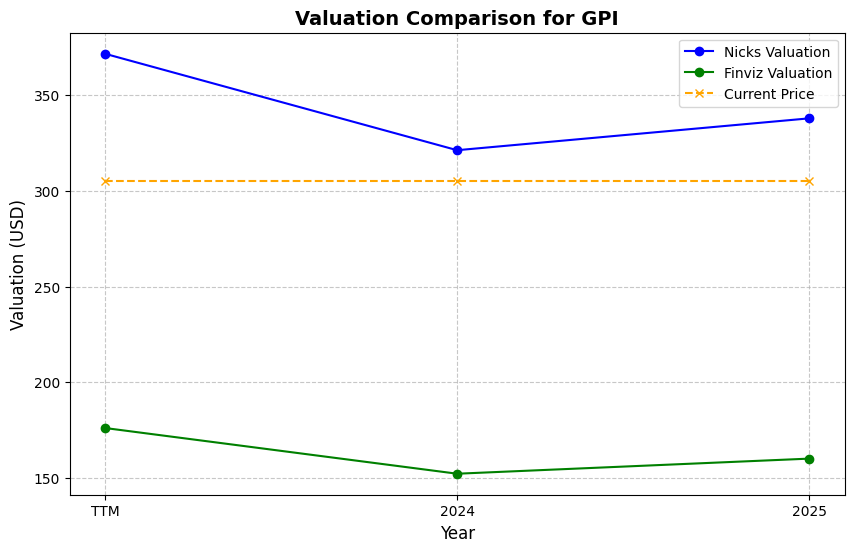 Valuation Comparison for GPI
Nicks Valuation
Finviz Valuation
Current Price
Valuation (USD)
350
300
250
200
150
TTM
2024
2025
Year